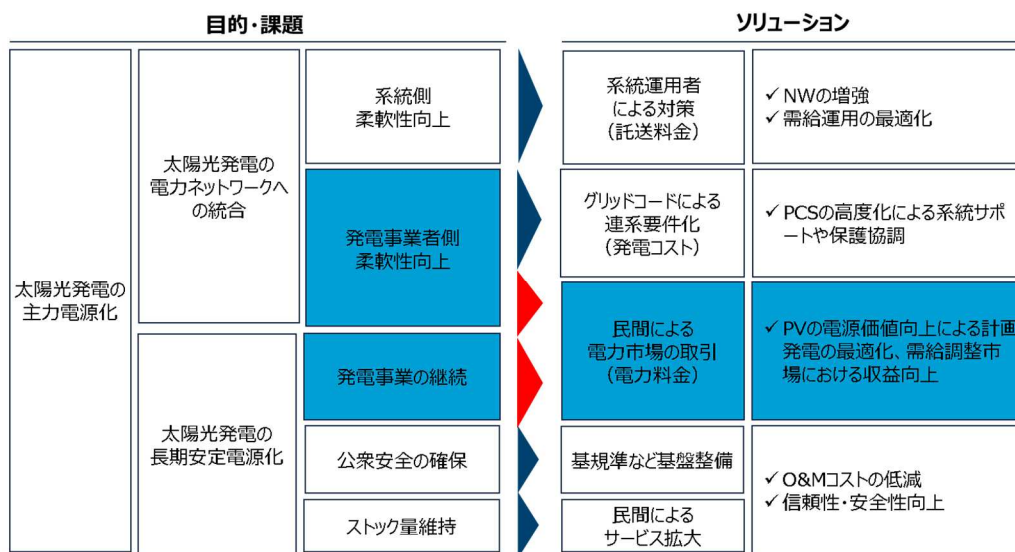 目的・課題
ソリューション
太陽光発電の
主力電源化
太陽光発電の
電力ネットワークへ
の統合
系統側
柔軟性向上
発電事業者側
柔軟性向上
太陽光発電の
長期安定電源化
発電事業の継続
公衆安全の確保
ストック量維持
系統運用者
による対策
（託送料金）
✓ NWの増強
✓ 需給運用の最適化
グリッドコードによる
連系要件化
（発電コスト）
✓ PCSの高度化による系統サポ
ートや保護協調
民間による
電力市場の取引
（電力料金）
✓ PVの電源価値向上による計画
発電の最適化、需給調整市
場における収益向上
基規準など基盤整備
民間による
サービス拡大
✓ O&Mコストの低減
✓ 信頼性・安全性向上